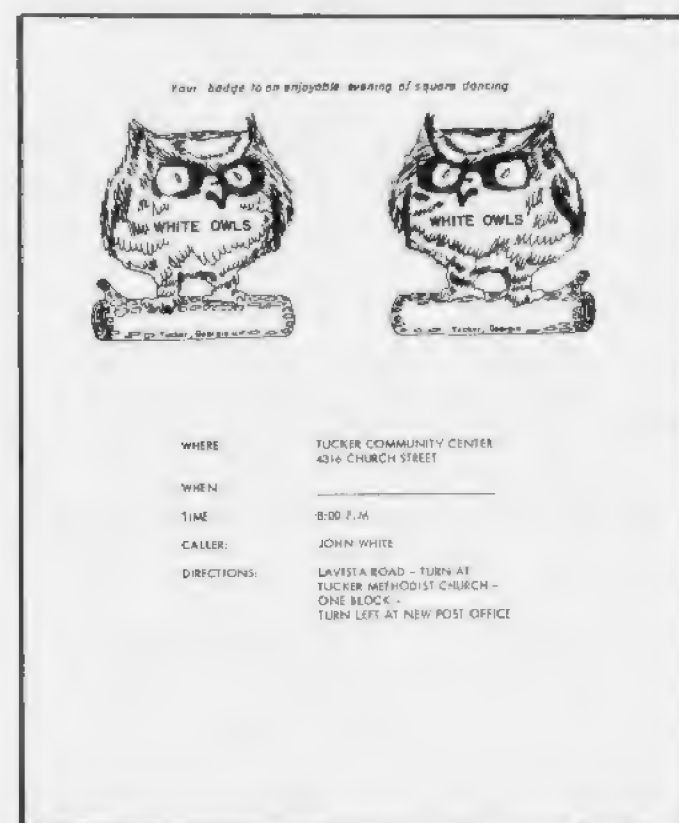 Your badge to an enjoyable evening of square dancing
WHITE OWLS
WHITE OWLS
Tucker, Georgia
Tucker, Georgia
WHERE TUCKER COMMUNITY CENTER
4316 CHURCH STREET
WHEN
TIME 8:00 P.M
CALLER: JOHN WHITE
DIRECTIONS: LAVISTA ROAD – TURN AT
TUCKER METHODIST CHURCH –
ONE BLOCK –
TURN LEFT AT NEW POST OFFICE